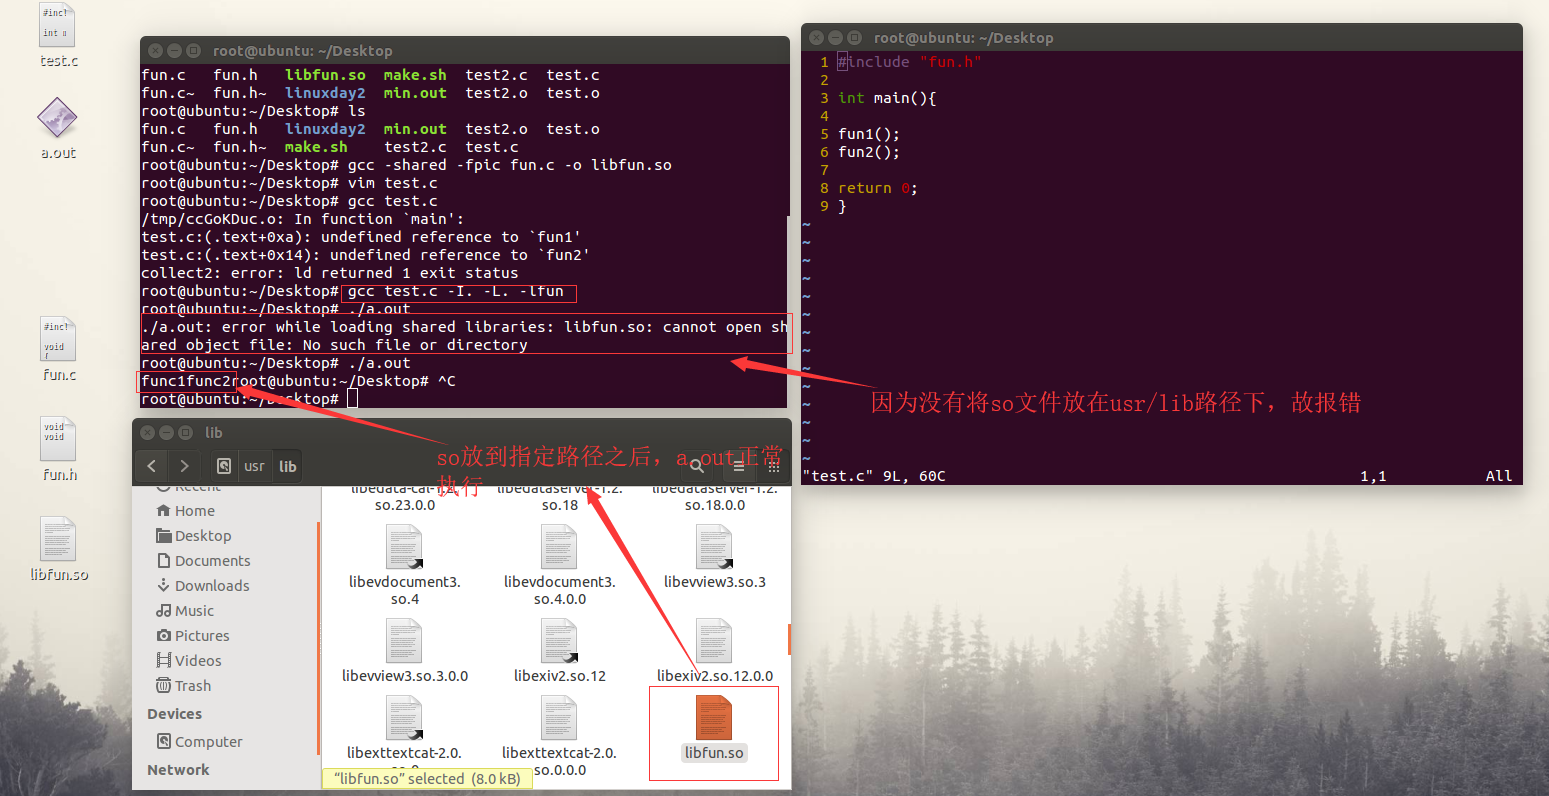 #inc!
int
test.c
a.out
#inc!
void
fun.c
void
void
fun.h
libfun.so
root@ubuntu: ~/Desktop
fun.c fun.h libfun.so make.sh test2.c test.c
fun.c~ fun.h~ linuxday2 min.out test2.o test.o
root@ubuntu:~/Desktop# ls
fun.c fun.h linuxday2 min.out test2.o test.o
fun.c~ fun.h~ make.sh test2.c test.c
root@ubuntu:~/Desktop# gcc -shared -fpic fun.c -o libfun.so
root@ubuntu:~/Desktop# vim test.c
root@ubuntu:~/Desktop# gcc test.c
/tmp/ccGoKDuc.o: In function `main':
test.c:(.text+0xa): undefined reference to `fun1'
test.c:(.text+0x14): undefined reference to `fun2'
collect2: error: ld returned 1 exit status
root@ubuntu:~/Desktop# gcc test.c -I. -L. -lfun
root@ubuntu:~/Desktop# ./a.out
./a.out: error while loading shared libraries: libfun.so: cannot open sh
ared object file: No such file or directory
root@ubuntu:~/Desktop# ./a.out
func1func2root@ubuntu:~/Desktop# ^C
root@ubuntu:~/Desktop#
root@ubuntu: ~/Desktop
1 #include "fun.h"
2
3 int main(){
4
5 fun1();
6 fun2();
7
8 return 0;
9 }
~
~
~
~
~
~
~
~
~
~
~
~
~
~
"test.c" 9L, 60C 1,1 All
因为没有将so文件放在usr/lib路径下，故报错
so放到指定路径之后，a.out正常
执行
lib
usr lib
Recent
Home
Desktop
Documents
Downloads
Music
Pictures
Videos
Trash
Devices
Computer
Network
libedata-cal-1.2.
so.23.0.0
libedataserver-1.2.
so.18
libedataserver-1.2.
so.18.0.0
libevdocument3.
so.4
libevdocument3.
so.4.0.0
libevview3.so.3
libevview3.so.3.0.0
libexiv2.so.12
libexiv2.so.12.0.0
libexttextcat-2.0.
so.0
libexttextcat-2.0.
so.0.0.0
libfun.so
“libfun.so” selected (8.0 kB)